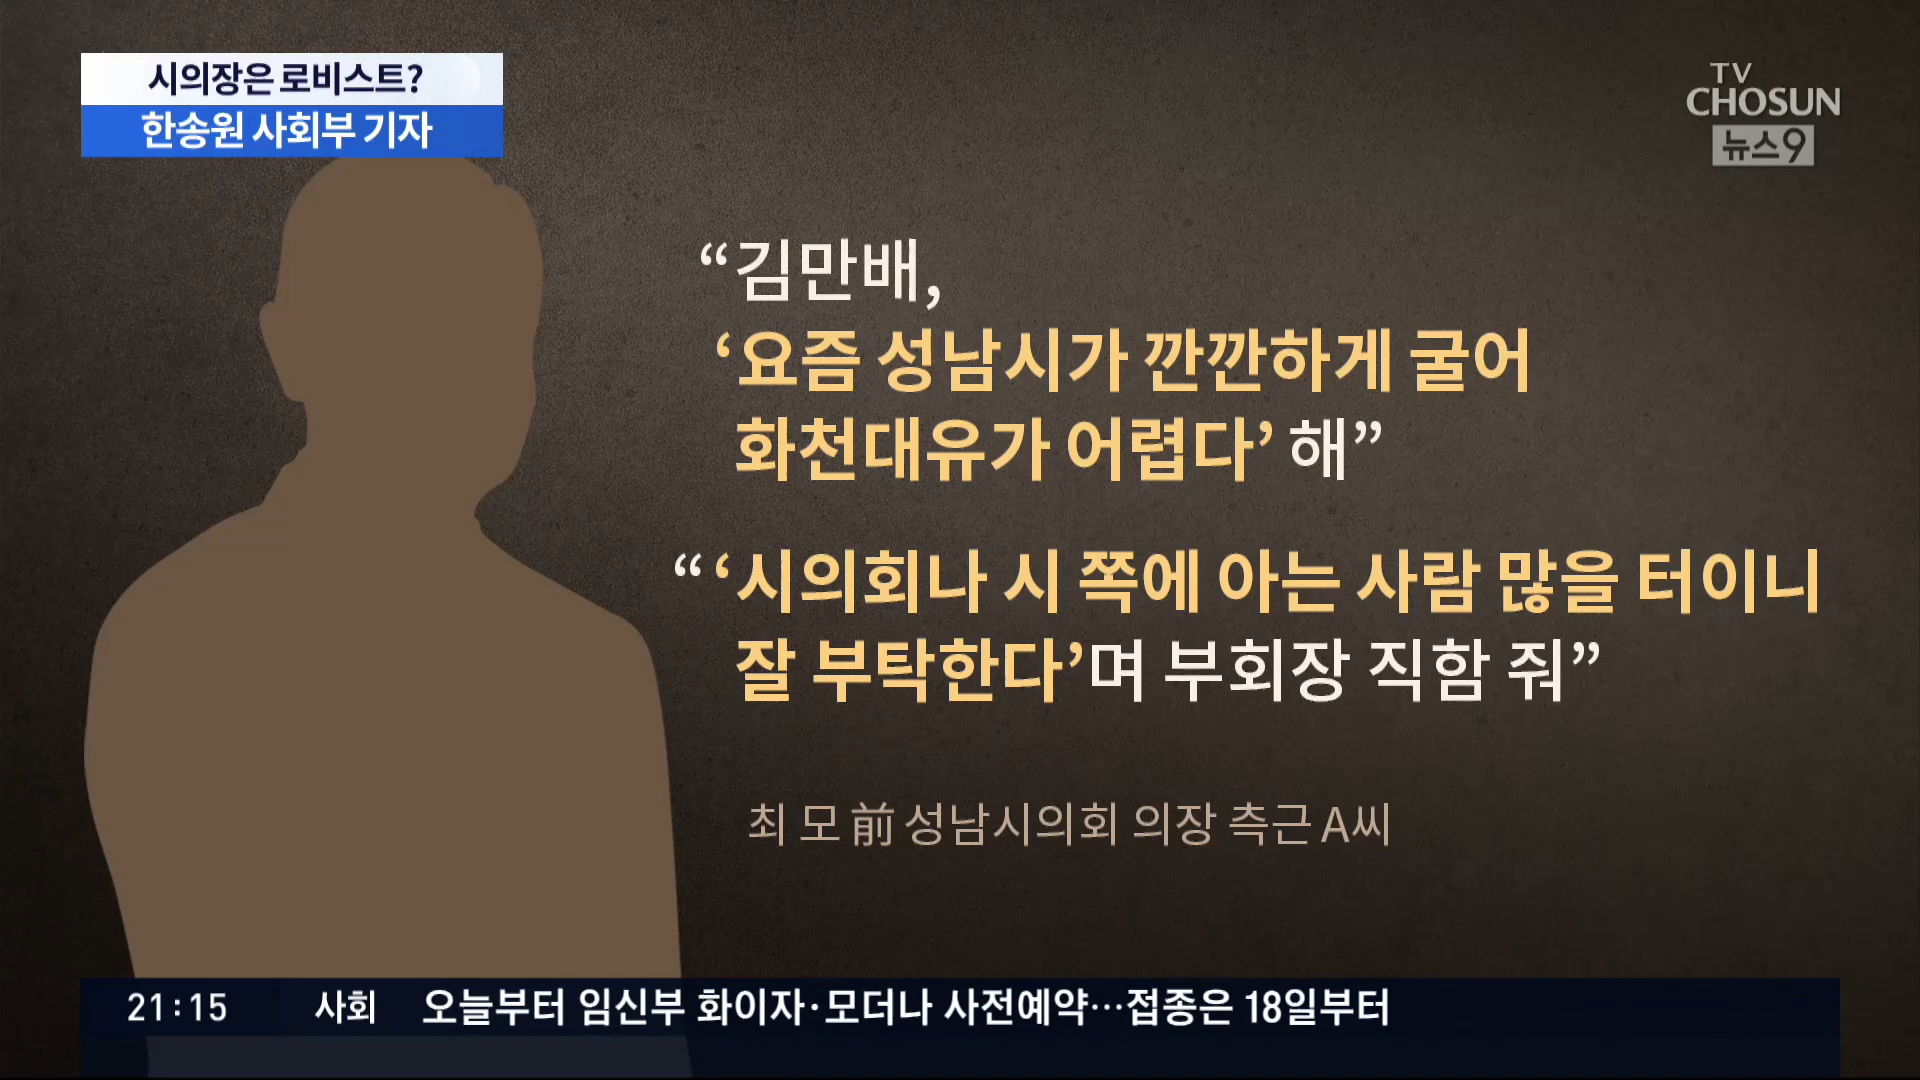 시의장은 로비스트?
한송원 사회부 기자
TV
CHOSUN
뉴스9
“김만배,
‘요즘 성남시가 깐깐하게 굴어
화천대유가 어렵다’ 해”
“‘시의회나 시 쪽에 아는 사람 많을 터이니
잘 부탁한다’며 부회장 직함 줘”
최 모 前 성남시의회 의장 측근 A씨
21:15 사회 오늘부터 임신부 화이자·모더나 사전예약…접종은 18일부터